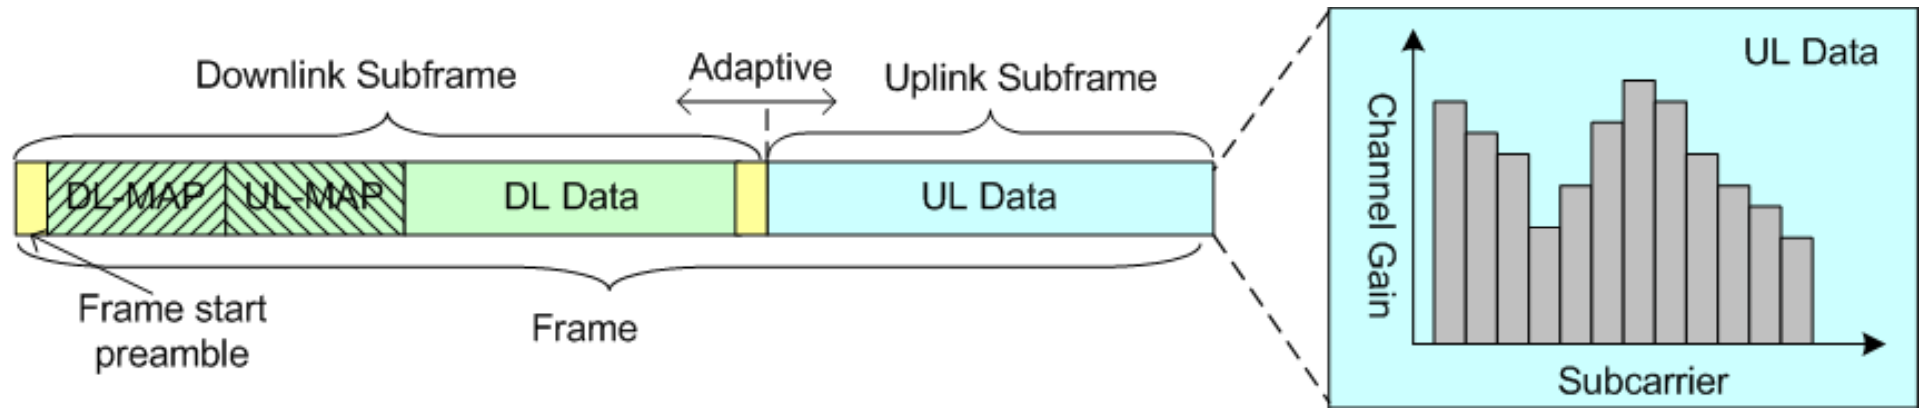 Downlink Subframe
Adaptive
Uplink Subframe
DL-MAP
UL-MAP
DL Data
UL Data
Frame start
preamble
Frame
UL Data
Channel Gain
Subcarrier